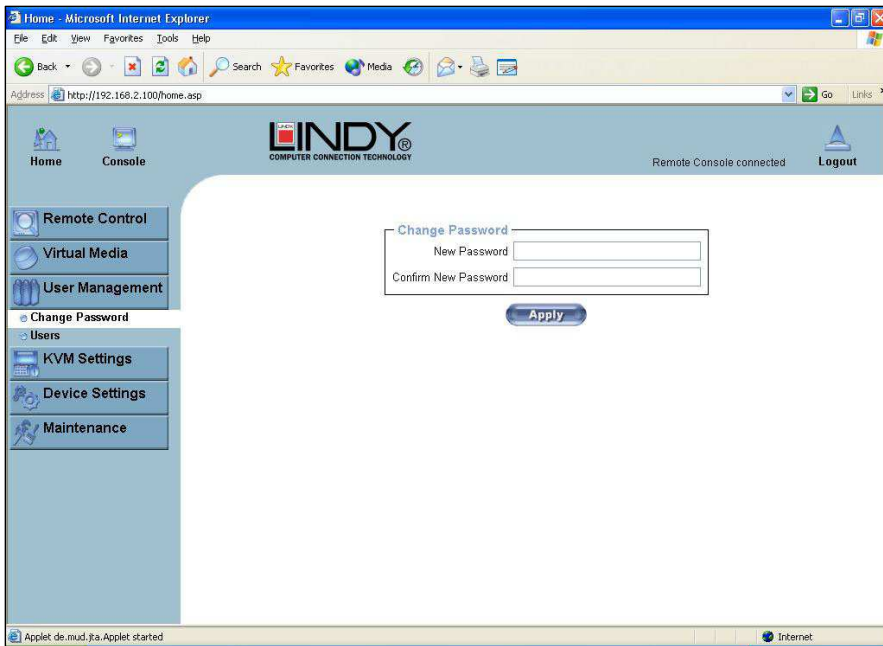 Home - Microsoft Internet Explorer
File Edit View Favorites Tools Help
Back Search Favorites Media
Address http://192.168.2.100/home.asp Go Links
LINDY®
COMPUTER CONNECTION TECHNOLOGY
Home Console Remote Console connected Logout
Remote Control
Virtual Media
User Management
Change Password
Users
KVM Settings
Device Settings
Maintenance
Change Password
New Password
Confirm New Password
Apply
Applet de.mud.jta.Applet started Internet